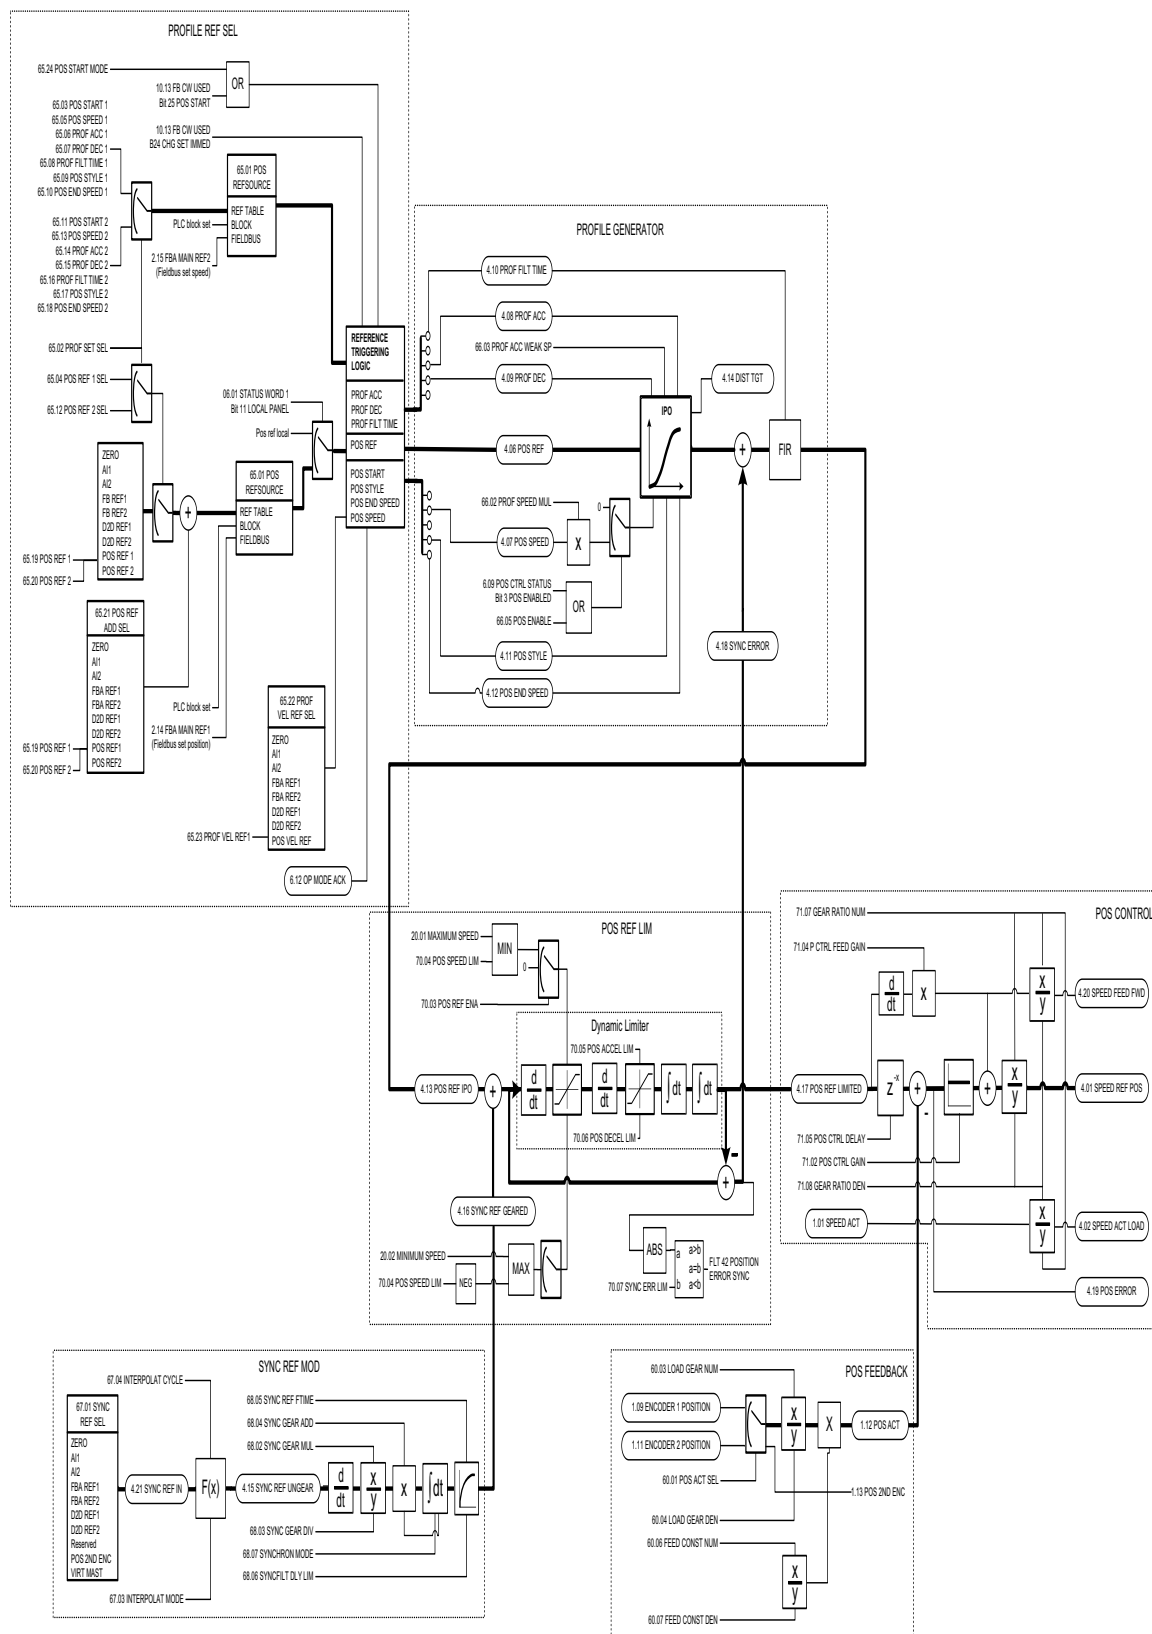 PROFILE REF SEL
65.24 POS START MODE
OR
10.13 FB CW USED
Bit 25 POS START
65.03 POS START 1
65.05 POS SPEED 1
65.06 PROF ACC 1
65.07 PROF DEC 1
65.08 PROF FILT TIME 1
65.09 POS STYLE 1
65.10 POS END SPEED 1
10.13 FB CW USED
B24 CHG SET IMMED
65.01 POS
REFSOURCE
REF TABLE
BLOCK
FIELDBUS
PLC block set
2.15 FBA MAIN REF2
(Fieldbus set speed)
65.11 POS START 2
65.13 POS SPEED 2
65.14 PROF ACC 2
65.15 PROF DEC 2
65.16 PROF FILT TIME 2
65.17 POS STYLE 2
65.18 POS END SPEED 2
65.02 PROF SET SEL
65.04 POS REF 1 SEL
65.12 POS REF 2 SEL
06.01 STATUS WORD 1
Bit 11 LOCAL PANEL
Pos ref local
REFERENCE
TRIGGERING
LOGIC
PROF ACC
PROF DEC
PROF FILT TIME
POS REF
POS START
POS STYLE
POS END SPEED
POS SPEED
ZERO
AI1
AI2
FB REF1
FB REF2
D2D REF1
D2D REF2
POS REF 1
POS REF 2
65.19 POS REF 1
65.20 POS REF 2
+
65.01 POS
REFSOURCE
REF TABLE
BLOCK
FIELDBUS
65.21 POS REF
ADD SEL
ZERO
AI1
AI2
FBA REF1
FBA REF2
D2D REF1
D2D REF2
POS REF1
POS REF2
65.19 POS REF 1
65.20 POS REF 2
PLC block set
2.14 FBA MAIN REF1
(Fieldbus set position)
65.22 PROF
VEL REF SEL
ZERO
AI1
AI2
FBA REF1
FBA REF2
D2D REF1
D2D REF2
POS VEL REF
65.23 PROF VEL REF1
6.12 OP MODE ACK
PROFILE GENERATOR
4.10 PROF FILT TIME
4.08 PROF ACC
66.03 PROF ACC WEAK SP
4.09 PROF DEC
4.14 DIST TGT
IPO
4.06 POS REF
+
FIR
66.02 PROF SPEED MUL
0
4.07 POS SPEED
X
6.09 POS CTRL STATUS
Bit 3 POS ENABLED
OR
66.05 POS ENABLE
4.11 POS STYLE
4.12 POS END SPEED
4.18 SYNC ERROR
POS REF LIM
20.01 MAXIMUM SPEED
MIN
70.04 POS SPEED LIM
0
70.03 POS REF ENA
Dynamic Limiter
70.05 POS ACCEL LIM
4.13 POS REF IPO
+
d
dt
d
dt
∫dt
∫dt
70.06 POS DECEL LIM
-
+
4.16 SYNC REF GEARED
20.02 MINIMUM SPEED
70.04 POS SPEED LIM
NEG
MAX
ABS
a
b
a>b
a=b
a<b
70.07 SYNC ERR LIM
FLT 42 POSITION
ERROR SYNC
POS CONTROL
71.07 GEAR RATIO NUM
71.04 P CTRL FEED GAIN
d
dt
X
x
y
4.20 SPEED FEED FWD
4.17 POS REF LIMITED
z-x
+
-
+
x
y
4.01 SPEED REF POS
71.05 POS CTRL DELAY
71.02 POS CTRL GAIN
71.08 GEAR RATIO DEN
1.01 SPEED ACT
x
y
4.02 SPEED ACT LOAD
4.19 POS ERROR
SYNC REF MOD
67.04 INTERPOLAT CYCLE
67.01 SYNC
REF SEL
ZERO
AI1
AI2
FBA REF1
FBA REF2
D2D REF1
D2D REF2
Reserved
POS 2ND ENC
VIRT MAST
4.21 SYNC REF IN
F(x)
4.15 SYNC REF UNGEAR
68.05 SYNC REF FTIME
68.04 SYNC GEAR ADD
68.02 SYNC GEAR MUL
d
dt
x
y
x
∫dt
68.03 SYNC GEAR DIV
68.07 SYNCHRON MODE
68.06 SYNCFILT DLY LIM
67.03 INTERPOLAT MODE
POS FEEDBACK
60.03 LOAD GEAR NUM
1.09 ENCODER 1 POSITION
1.11 ENCODER 2 POSITION
x
y
X
1.12 POS ACT
60.01 POS ACT SEL
1.13 POS 2ND ENC
60.04 LOAD GEAR DEN
60.06 FEED CONST NUM
x
y
60.07 FEED CONST DEN